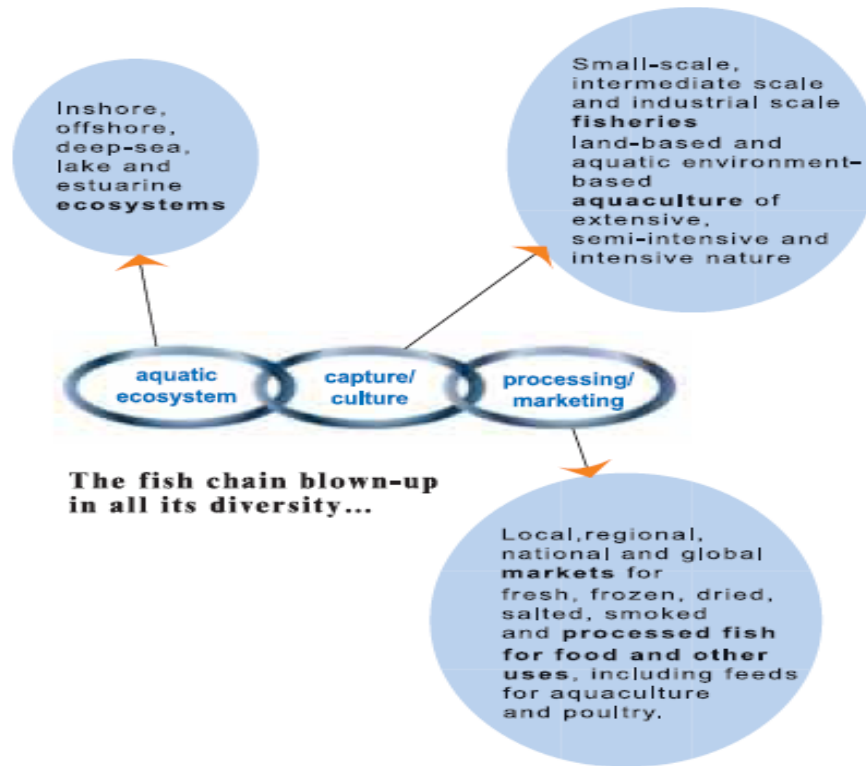 Inshore,
offshore,
deep-sea,
lake and
estuarine
ecosystems
Small-scale,
intermediate scale
and industrial scale
fisheries
land-based and
aquatic environment-
based
aquaculture of
extensive,
semi-intensive and
intensive nature
aquatic
ecosystem
capture/
culture
processing/
marketing
The fish chain blown-up
in all its diversity...
Local,regional,
national and global
markets for
fresh, frozen, dried,
salted, smoked
and processed fish
for food and other
uses, including feeds
for aquaculture
and poultry.